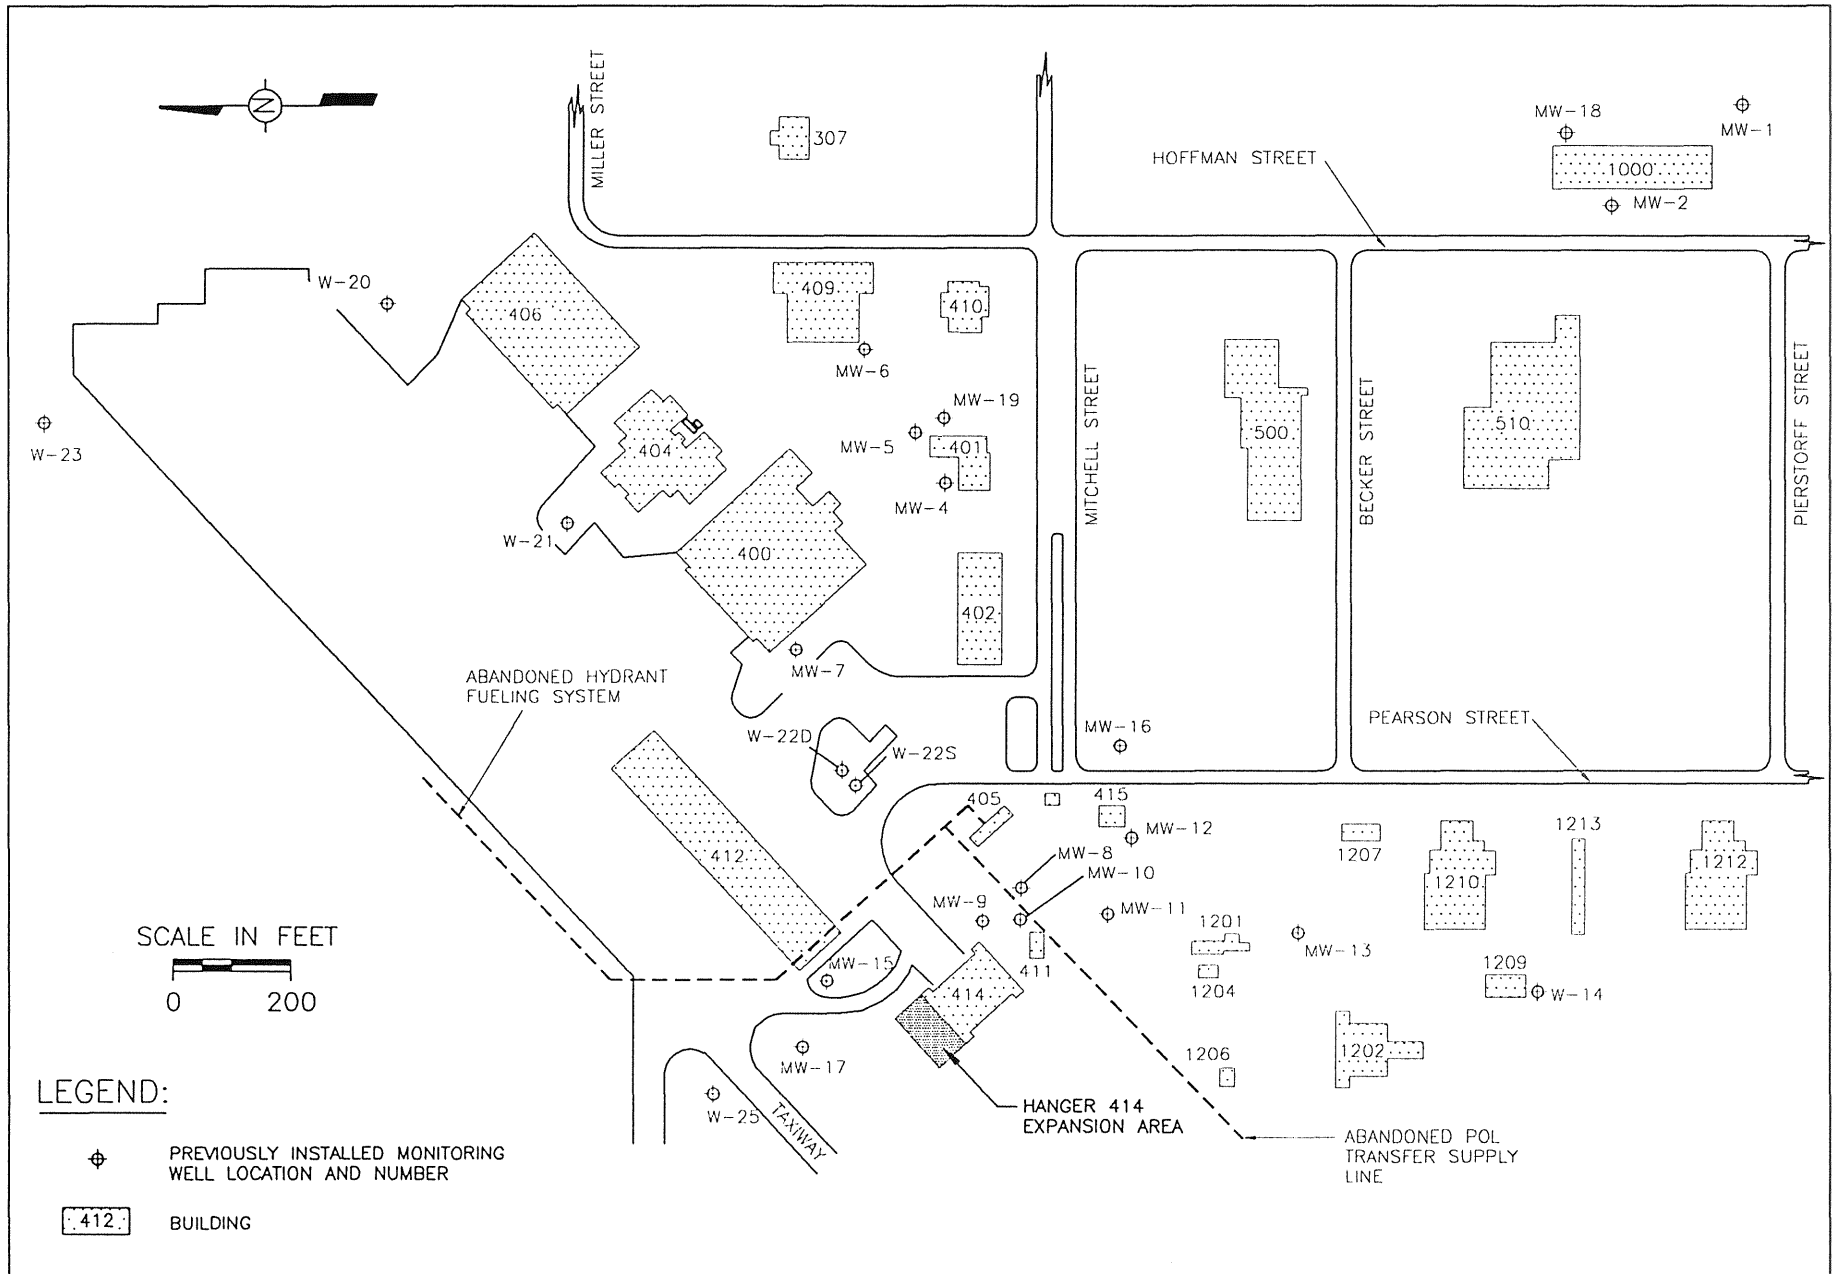 N
MILLER STREET
307
HOFFMAN STREET
MW-18
MW-1
1000
MW-2
W-20
406
409
410
MW-6
W-23
404
MW-19
MW-5
401
MW-4
W-21
400
402
MITCHELL STREET
500
BECKER STREET
510
PIERSTORFF STREET
MW-7
ABANDONED HYDRANT
FUELING SYSTEM
W-22D
W-22S
MW-16
PEARSON STREET
412
405
415
MW-12
MW-8
MW-10
MW-9
MW-11
1207
1210
1213
1212
1201
MW-13
411
1204
1209
W-14
MW-15
414
SCALE IN FEET
0 200
MW-17
1206
1202
W-25
TAXIWAY
HANGER 414
EXPANSION AREA
ABANDONED POL
TRANSFER SUPPLY
LINE
LEGEND:
PREVIOUSLY INSTALLED MONITORING
WELL LOCATION AND NUMBER
412
BUILDING